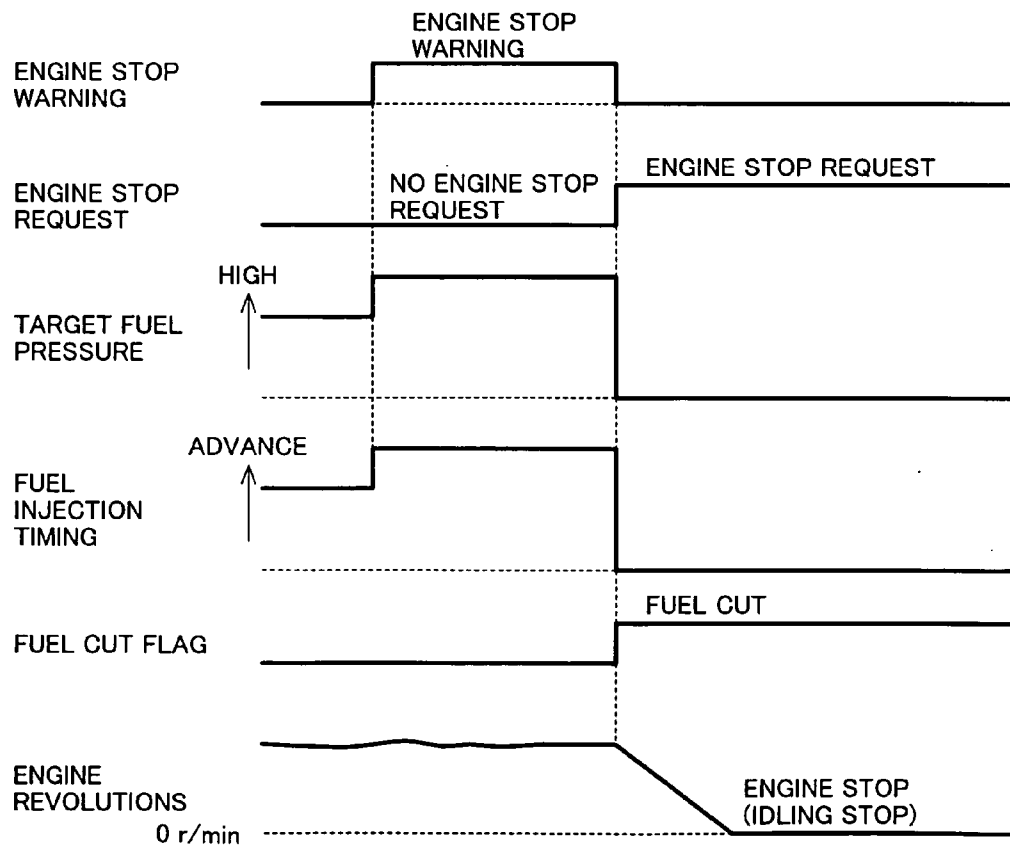 ENGINE STOP
WARNING
ENGINE STOP
WARNING
ENGINE STOP
REQUEST
NO ENGINE STOP
REQUEST
ENGINE STOP REQUEST
HIGH
TARGET FUEL
PRESSURE
ADVANCE
FUEL
INJECTION
TIMING
FUEL CUT
FUEL CUT FLAG
ENGINE
REVOLUTIONS
0 r/min
ENGINE STOP
(IDLING STOP)